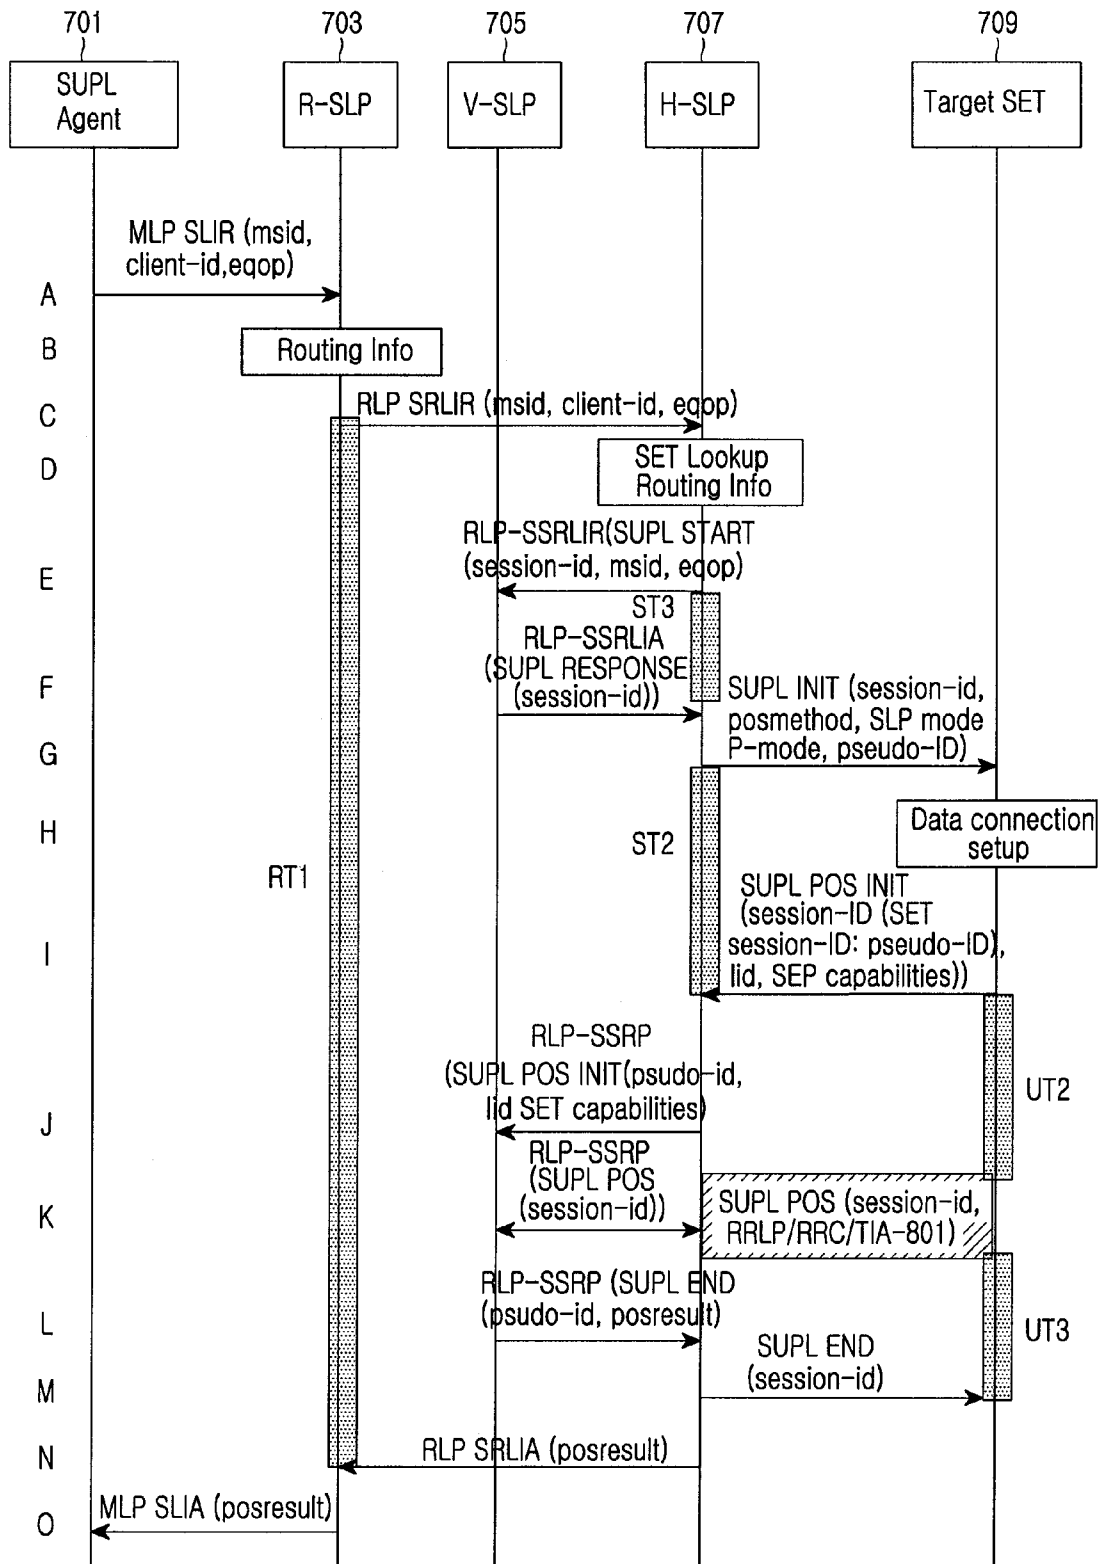 701
703
705
707
709
SUPL
Agent
R-SLP
V-SLP
H-SLP
Target SET
MLP SLIR (msid,
client-id,eqop)
A
B
Routing Info
C
RLP SRLIR (msid, client-id, eqop)
D
SET Lookup
Routing Info
RLP-SSRLIR(SUPL START
(session-id, msid, eqop)
E
ST3
RLP-SSRLIA
(SUPL RESPONSE
(session-id))
F
SUPL INIT (session-id,
posmethod, SLP mode
P-mode, pseudo-ID)
G
H
Data connection
setup
ST2
RT1
SUPL POS INIT
(session-ID (SET
session-ID: pseudo-ID),
lid, SEP capabilities))
I
RLP-SSRP
(SUPL POS INIT(psudo-id,
lid SET capabilities)
UT2
J
RLP-SSRP
(SUPL POS
(session-id))
K
SUPL POS (session-id,
RRLP/RRC/TIA-801)
RLP-SSRP (SUPL END
(psudo-id, posresult)
L
UT3
SUPL END
(session-id)
M
N
RLP SRLIA (posresult)
MLP SLIA (posresult)
O